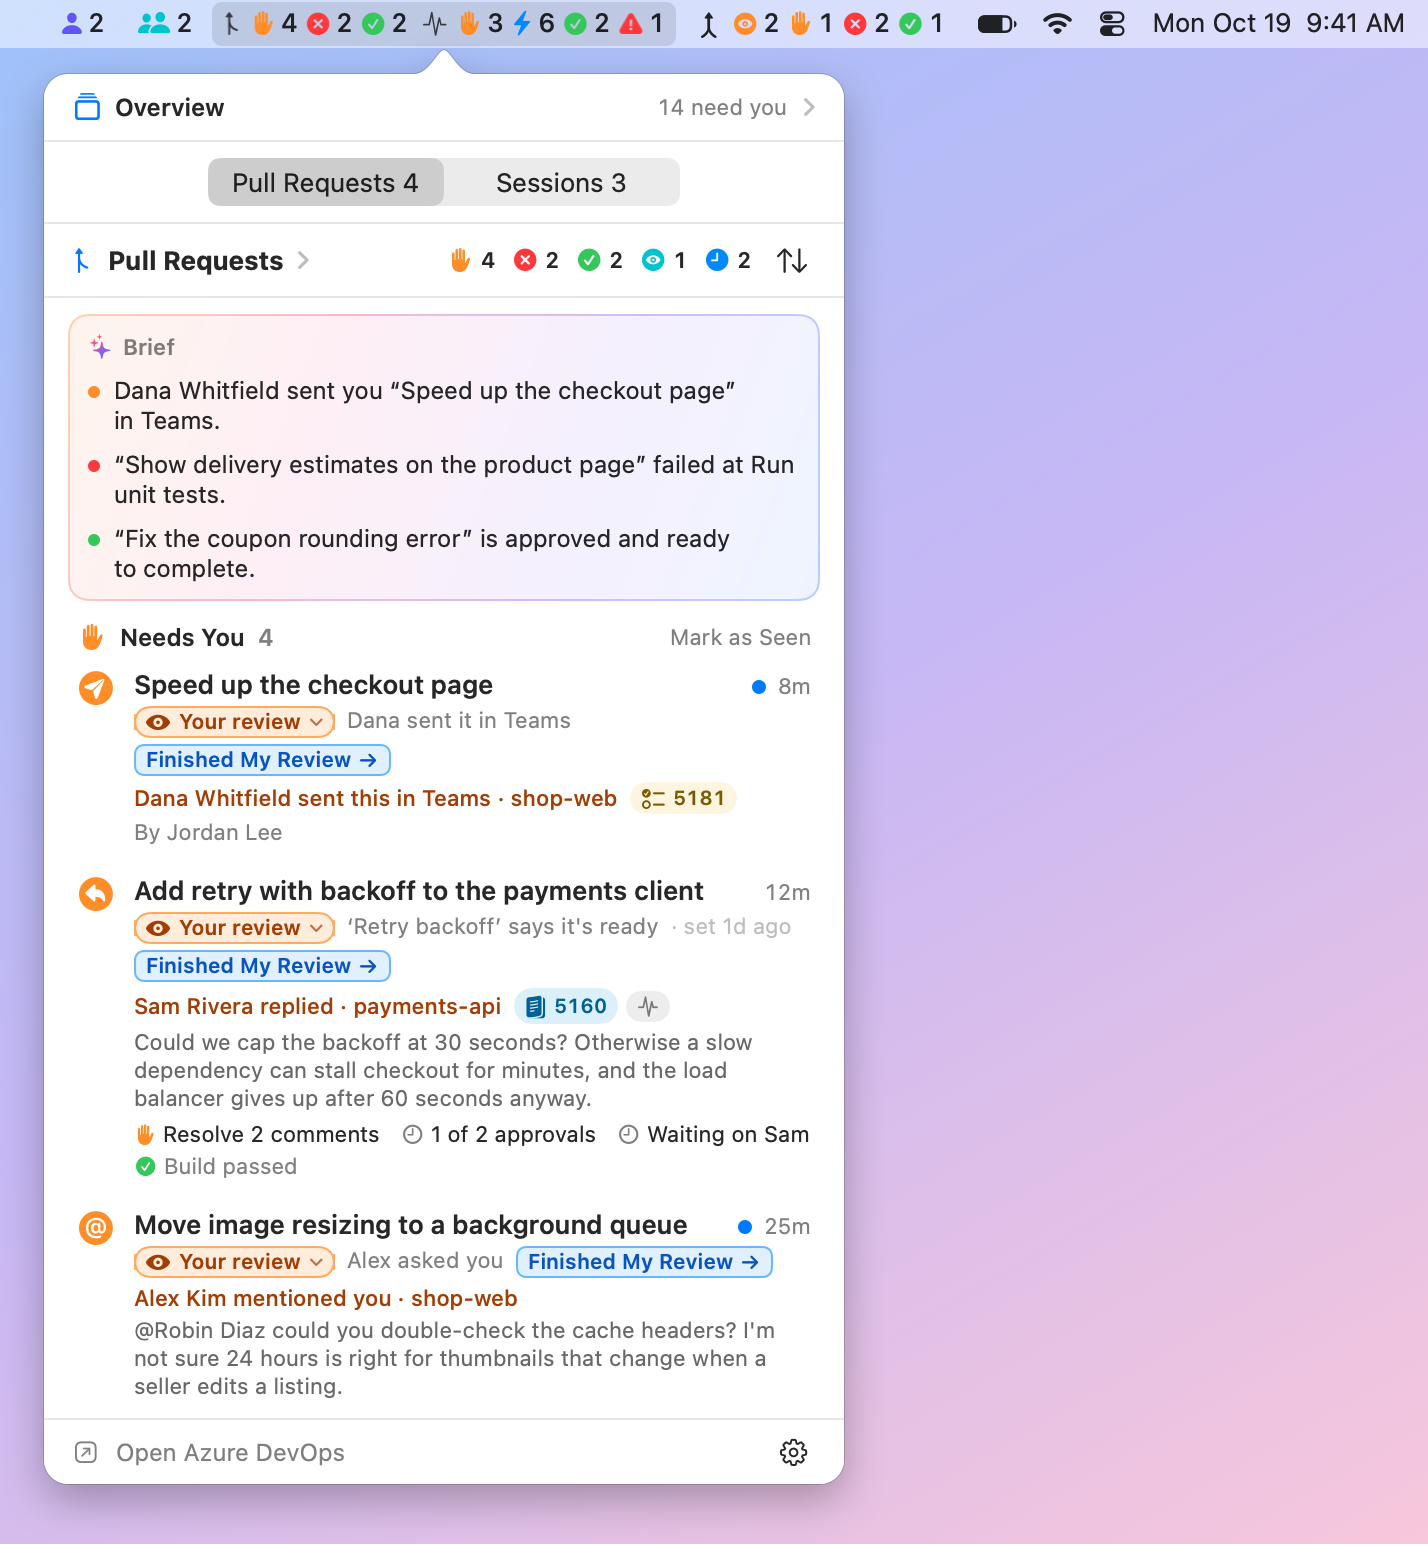 2 2 4 2 2 3 6 2 1 2 1 2 1 Mon Oct 19 9:41 AM
Overview 14 need you
Pull Requests 4 Sessions 3
Pull Requests 4 2 2 1 2
Brief
Dana Whitfield sent you “Speed up the checkout page”
in Teams.
“Show delivery estimates on the product page” failed at Run
unit tests.
“Fix the coupon rounding error” is approved and ready
to complete.
Needs You 4 Mark as Seen
Speed up the checkout page 8m
Your review Dana sent it in Teams
Finished My Review →
Dana Whitfield sent this in Teams · shop-web 5181
By Jordan Lee
Add retry with backoff to the payments client 12m
Your review ‘Retry backoff’ says it's ready · set 1d ago
Finished My Review →
Sam Rivera replied · payments-api 5160
Could we cap the backoff at 30 seconds? Otherwise a slow
dependency can stall checkout for minutes, and the load
balancer gives up after 60 seconds anyway.
Resolve 2 comments 1 of 2 approvals Waiting on Sam
Build passed
@ Move image resizing to a background queue 25m
Your review Alex asked you Finished My Review →
Alex Kim mentioned you · shop-web
@Robin Diaz could you double-check the cache headers? I'm
not sure 24 hours is right for thumbnails that change when a
seller edits a listing.
Open Azure DevOps